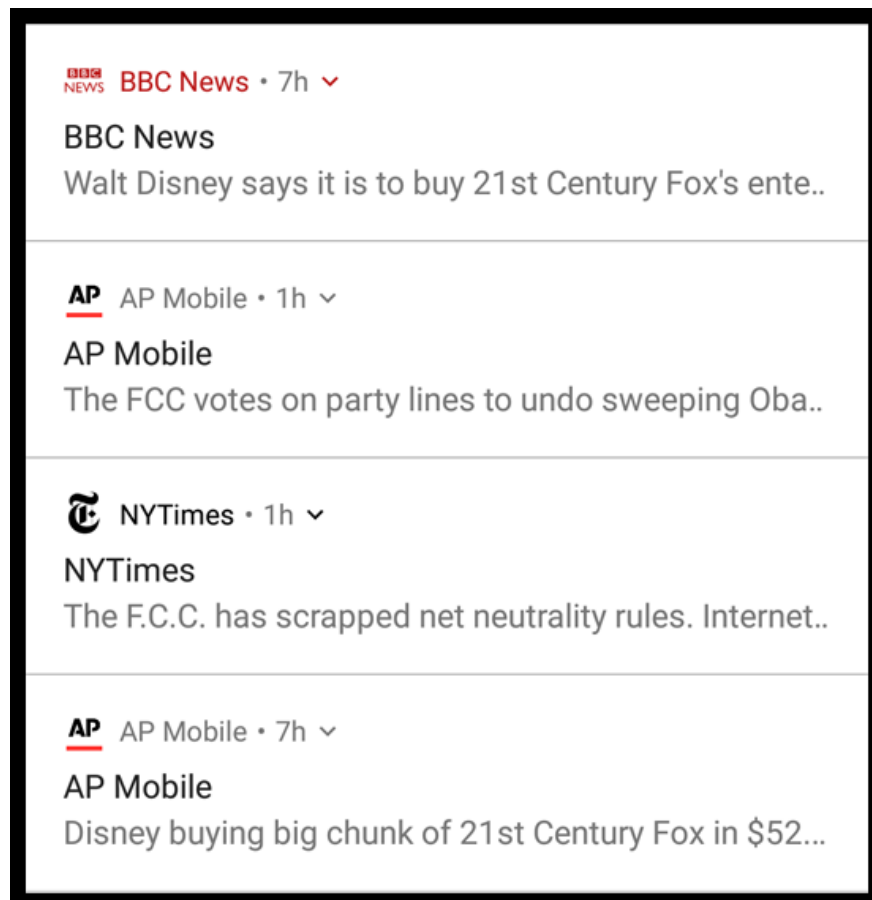 BBC NEWS BBC News • 7h
BBC News
Walt Disney says it is to buy 21st Century Fox's ente..
AP AP Mobile • 1h
AP Mobile
The FCC votes on party lines to undo sweeping Oba..
T NYTimes • 1h
NYTimes
The F.C.C. has scrapped net neutrality rules. Internet..
AP AP Mobile • 7h
AP Mobile
Disney buying big chunk of 21st Century Fox in $52...